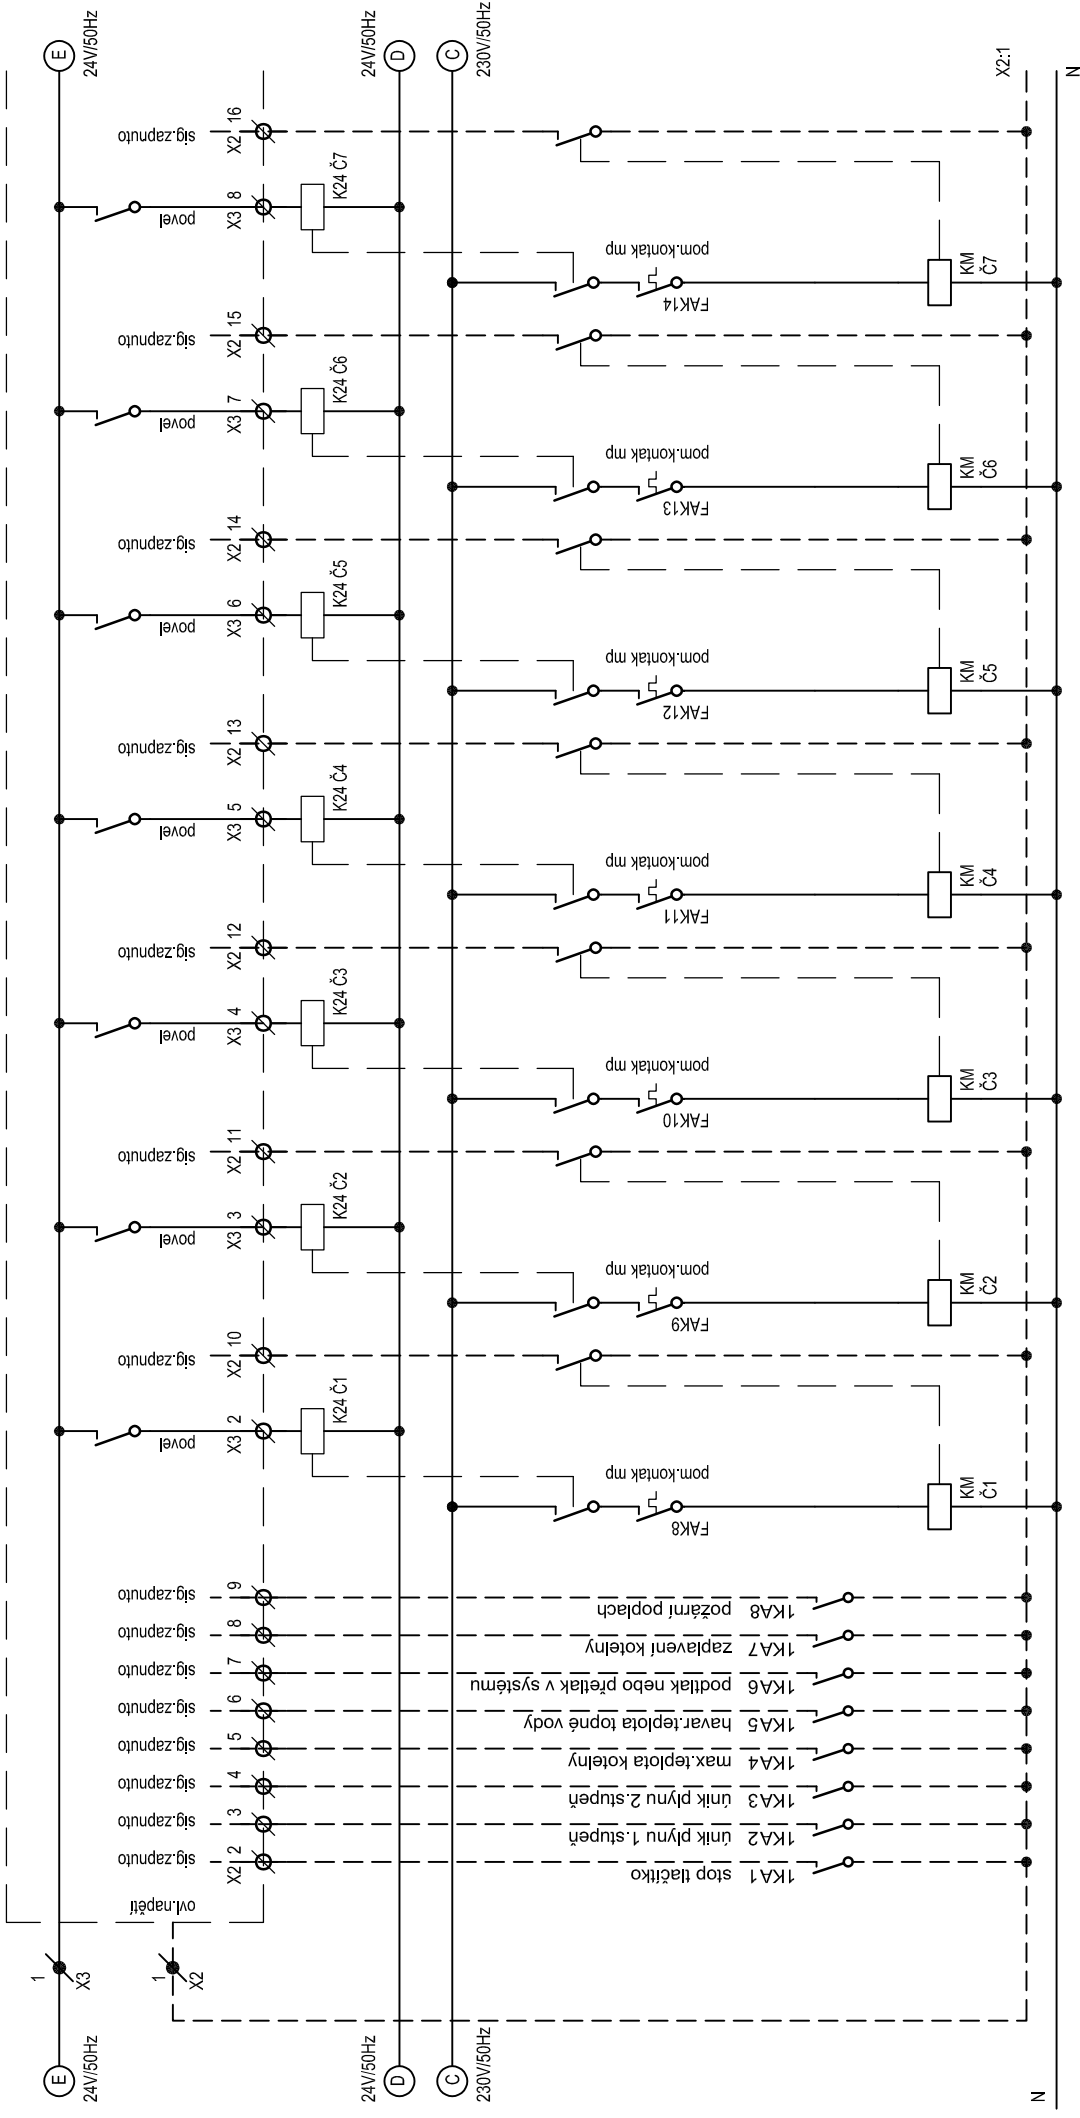 E
24V/50Hz
1
X3
E
24V/50Hz
1
X2
ovl.napětí
D
24V/50Hz
D
24V/50Hz
C
230V/50Hz
C
230V/50Hz
X2:1
N
N
sig.zapnuto
X2 2
1KA1 stop tlačítko
sig.zapnuto
3
1KA2 únik plynu 1.stupeň
sig.zapnuto
4
1KA3 únik plynu 2.stupeň
sig.zapnuto
5
1KA4 max.teplota kotelny
sig.zapnuto
6
1KA5 havar.teplota topné vody
sig.zapnuto
7
1KA6 podtlak nebo přetlak v systému
sig.zapnuto
8
1KA7 zaplavení kotelny
sig.zapnuto
9
1KA8 požární poplach
povel
X3 2
K24 Č1
FAK8
pom.kontak mp
KM
Č1
sig.zapnuto
X2 10
povel
X3 3
K24 Č2
FAK9
pom.kontak mp
KM
Č2
sig.zapnuto
X2 11
povel
X3 4
K24 Č3
FAK10
pom.kontak mp
KM
Č3
sig.zapnuto
X2 12
povel
X3 5
K24 Č4
FAK11
pom.kontak mp
KM
Č4
sig.zapnuto
X2 13
povel
X3 6
K24 Č5
FAK12
pom.kontak mp
KM
Č5
sig.zapnuto
X2 14
povel
X3 7
K24 Č6
FAK13
pom.kontak mp
KM
Č6
sig.zapnuto
X2 15
povel
X3 8
K24 Č7
FAK14
pom.kontak mp
KM
Č7
sig.zapnuto
X2 16